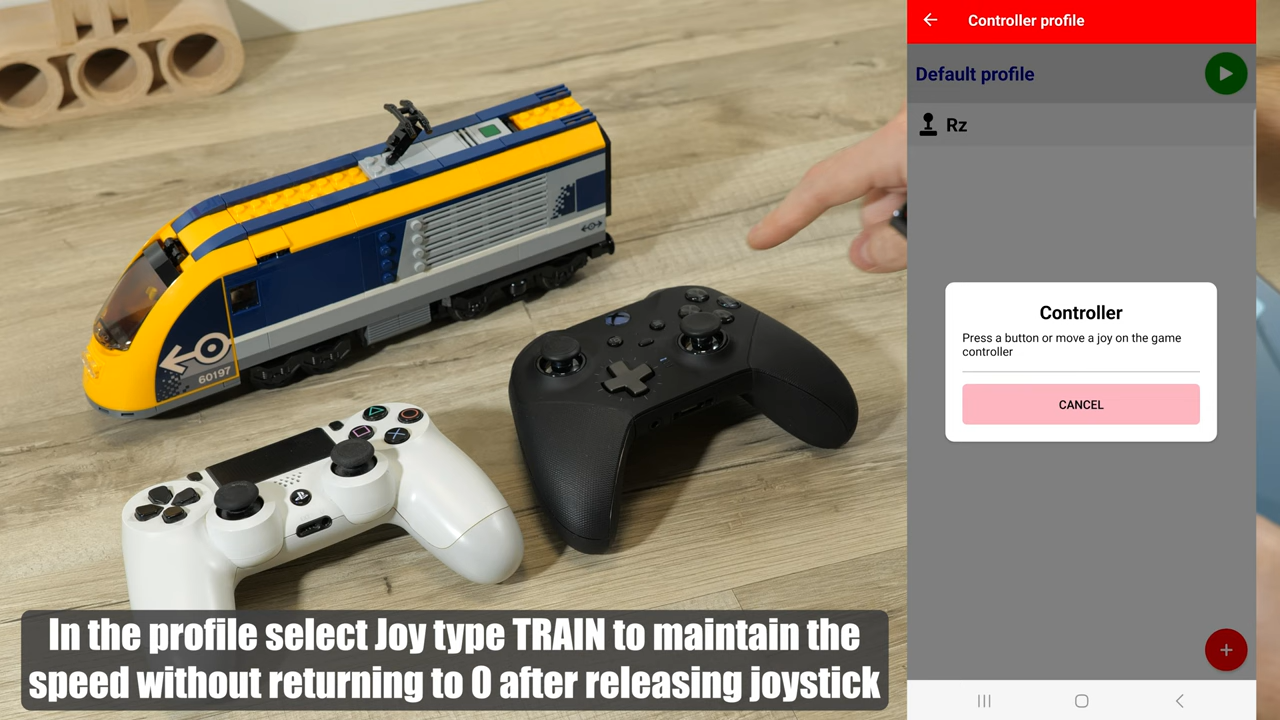 Controller profile
Default profile
Rz
Controller
Press a button or move a joy on the game
controller
CANCEL
60197
In the profile select Joy type TRAIN to maintain the
speed without returning to 0 after releasing joystick